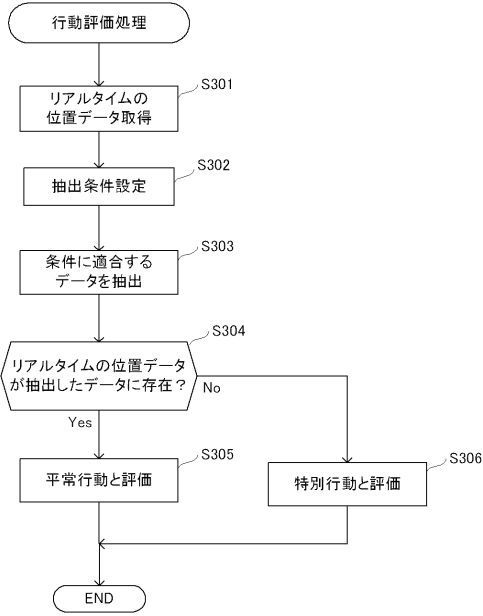 行動評価処理
S301
リアルタイムの
位置データ取得
S302
抽出条件設定
S303
条件に適合する
データを抽出
S304
リアルタイムの位置データ
が抽出したデータに存在？
No
Yes
S305
平常行動と評価
S306
特別行動と評価
END